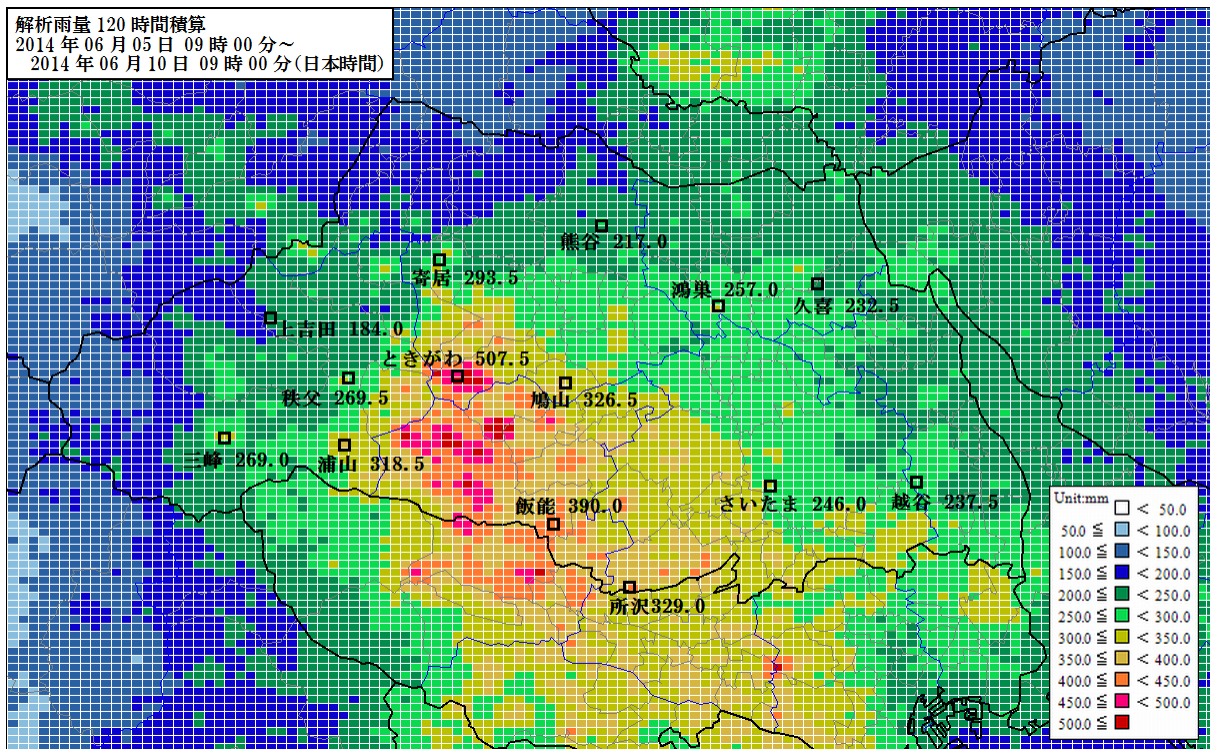 解析雨量 120 時間積算
2014 年 06 月 05 日 09 時 00 分～
2014 年 06 月 10 日 09 時 00 分(日本時間)
熊谷 217.0
寄居 293.5
鴻巣 257.0
久喜 232.5
上吉田 184.0
ときがわ 507.5
秩父 269.5
鳩山 326.5
三峰 269.0
浦山 318.5
飯能 390.0
さいたま 246.0
越谷 237.5
所沢329.0
Unit:mm
< 50.0
50.0 ≦ < 100.0
100.0 ≦ < 150.0
150.0 ≦ < 200.0
200.0 ≦ < 250.0
250.0 ≦ < 300.0
300.0 ≦ < 350.0
350.0 ≦ < 400.0
400.0 ≦ < 450.0
450.0 ≦ < 500.0
500.0 ≦